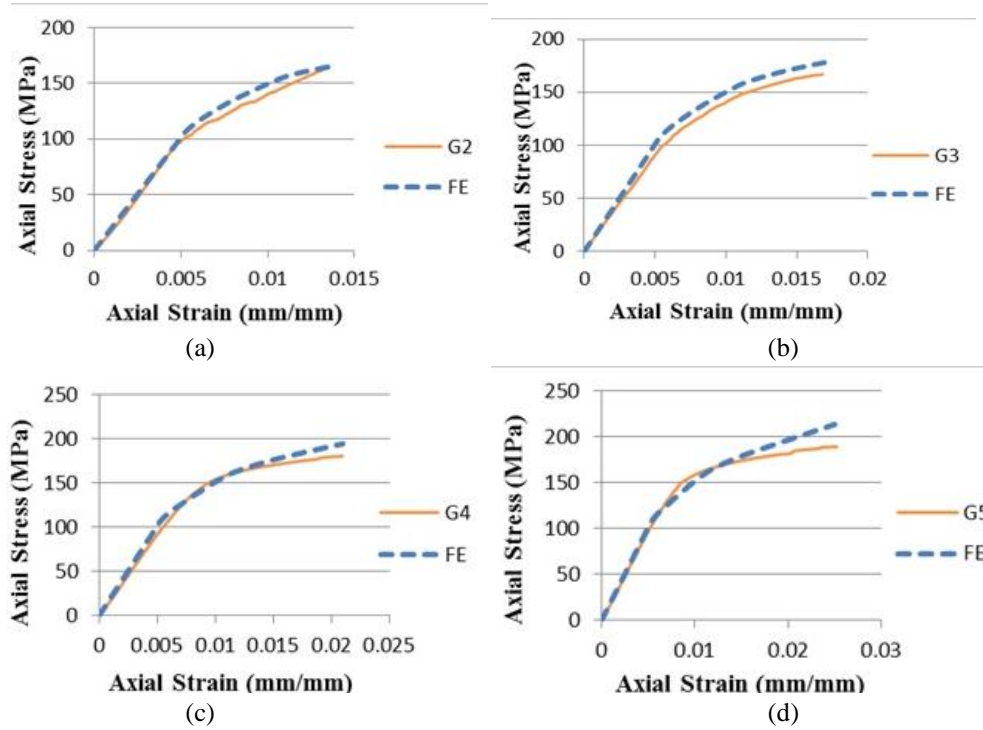 200
150
100
50
0
Axial Stress (MPa)
0 0.005 0.01 0.015
Axial Strain (mm/mm)
G2
FE
(a)
200
150
100
50
0
Axial Stress (MPa)
0 0.005 0.01 0.015 0.02
Axial Strain (mm/mm)
G3
FE
(b)
250
200
150
100
50
0
Axial Stress (MPa)
0 0.005 0.01 0.015 0.02 0.025
Axial Strain (mm/mm)
G4
FE
(c)
250
200
150
100
50
0
Axial Stress (MPa)
0 0.01 0.02 0.03
Axial Strain (mm/mm)
G5
FE
(d)